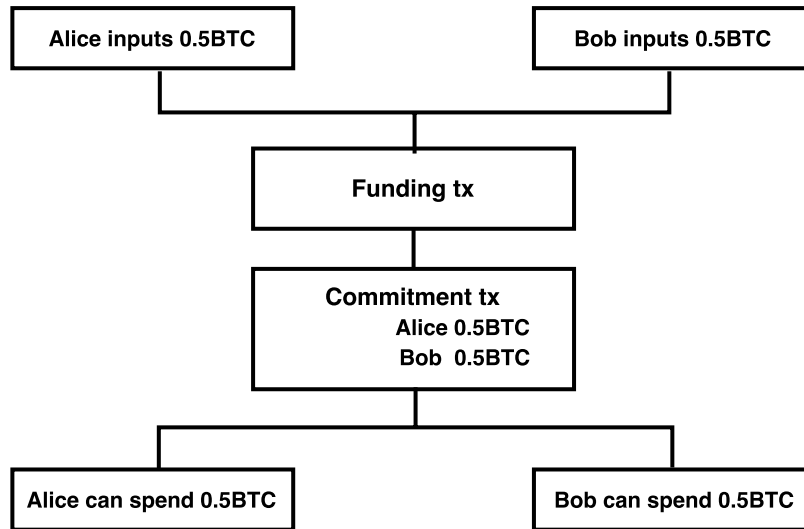 Alice inputs 0.5BTC
Bob inputs 0.5BTC
Funding tx
Commitment tx
Alice 0.5BTC
Bob 0.5BTC
Alice can spend 0.5BTC
Bob can spend 0.5BTC